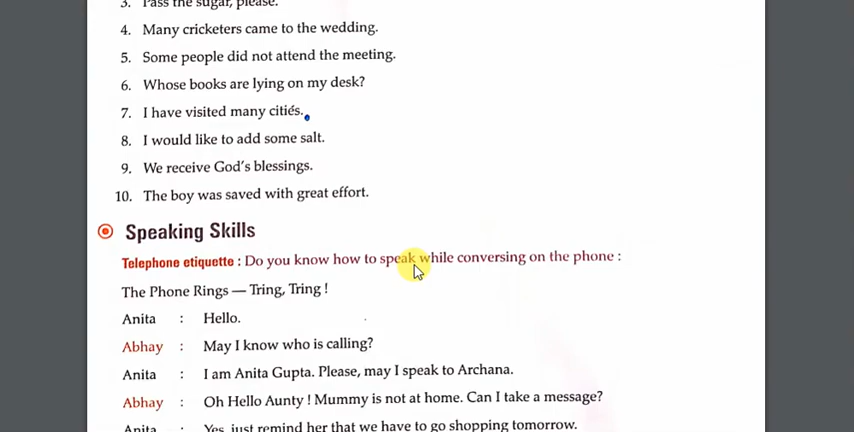 3. Pass the sugar, please.
4. Many cricketers came to the wedding.
5. Some people did not attend the meeting.
6. Whose books are lying on my desk?
7. I have visited many cities.
8. I would like to add some salt.
9. We receive God's blessings.
10. The boy was saved with great effort.
Speaking Skills
Telephone etiquette : Do you know how to speak while conversing on the phone :
The Phone Rings — Tring, Tring !
Anita : Hello.
Abhay : May I know who is calling?
Anita : I am Anita Gupta. Please, may I speak to Archana.
Abhay : Oh Hello Aunty ! Mummy is not at home. Can I take a message?
Anita : Yes, just remind her that we have to go shopping tomorrow.